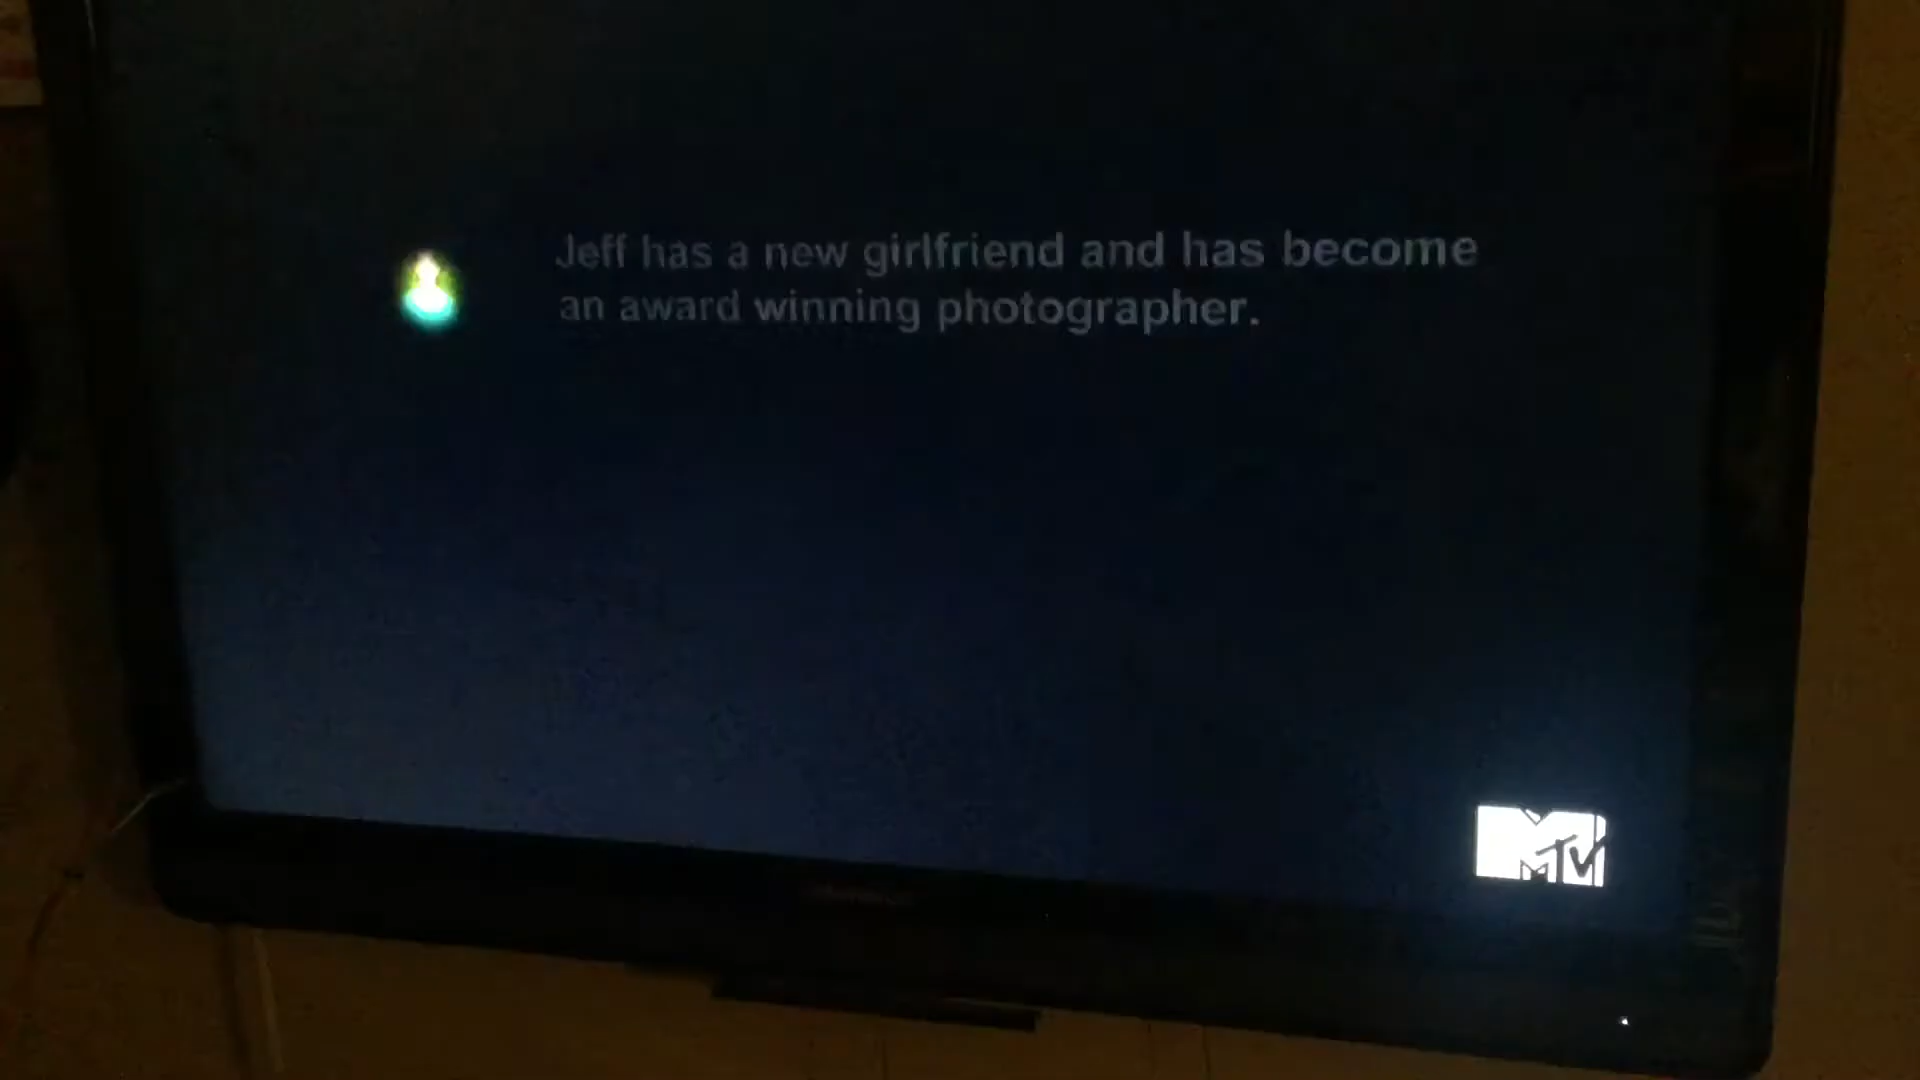 Jeff has a new girlfriend and has become
an award winning photographer.
MTV